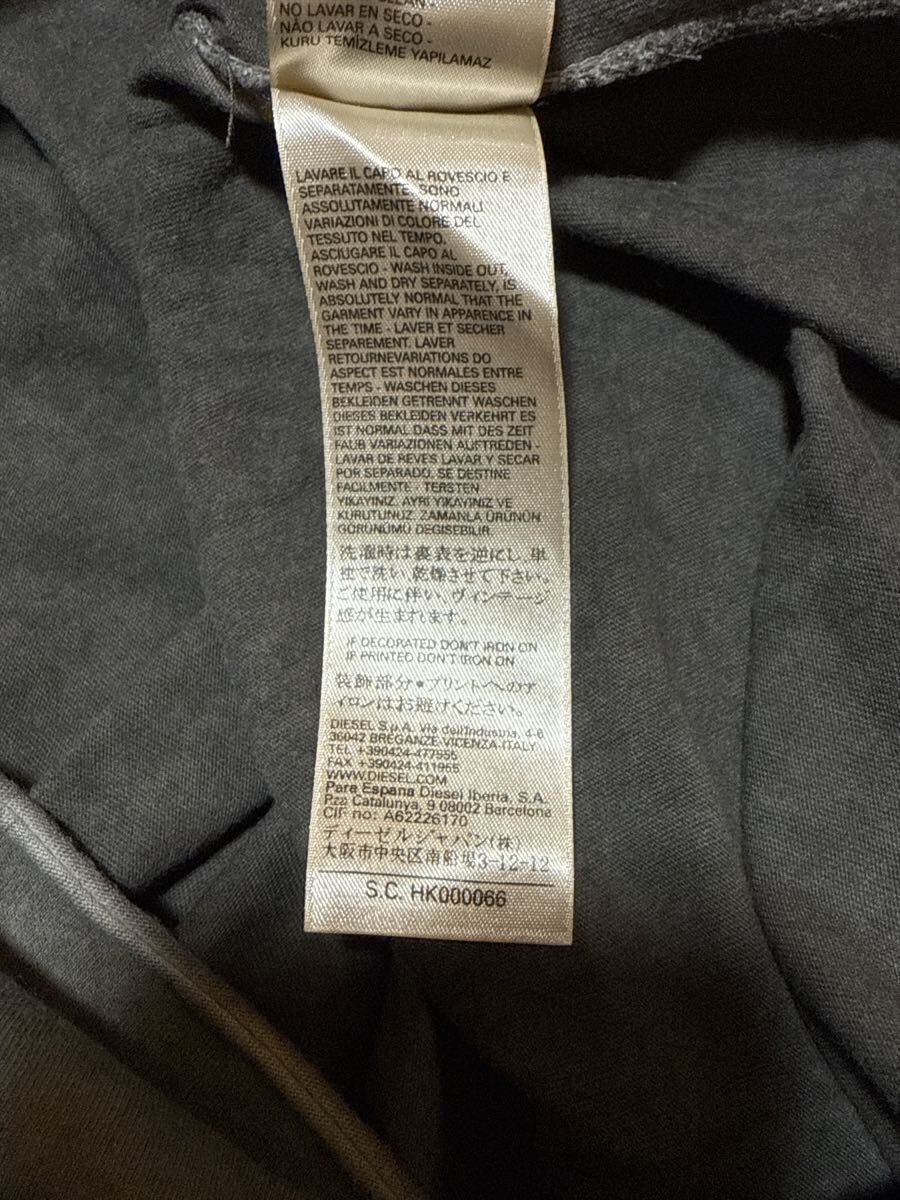 NO LAVAR EN SECO -
NÃO LAVAR A SECO -
KURU TEMİZLEME YAPILAMAZ
LAVARE IL CAPO AL ROVESCIO E
SEPARATAMENTE, SONO
ASSOLUTAMENTE NORMALI
VARIAZIONI DI COLORE DEL
TESSUTO NEL TEMPO.
ASCIUGARE IL CAPO AL
ROVESCIO - WASH INSIDE OUT,
WASH AND DRY SEPARATELY, IS
ABSOLUTELY NORMAL THAT THE
GARMENT VARY IN APPARENCE IN
THE TIME - LAVER ET SECHER
SEPAREMENT. LAVER
RETOURNEVARIATIONS DO
ASPECT EST NORMALES ENTRE
TEMPS - WASCHEN DIESES
BEKLEIDEN GETRENNT WASCHEN
DIESES BEKLEIDEN VERKEHRT ES
IST NORMAL DASS MIT DES ZEIT
FAUB VARIAZIONEN AUFTREDEN -
LAVAR DE REVES LAVAR Y SECAR
POR SEPARADO. SE DESTINE
FACILMENTE - TERSTEN
YIKAYINIZ. AYRI YIKAYINIZ VE
KURUTUNUZ. ZAMANLA ÜRÜNÜN
GÖRÜNÜMÜ DEGISEBILIR.
洗濯時は裏表を逆にし、単
独で洗い、乾燥させて下さい。
ご使用に伴い、ヴィンテージ
感が生まれます。
IF DECORATED DON'T IRON ON
IF PRINTED DON'T IRON ON
装飾部分・プリントへのア
イロンはお避けください。
DIESEL S.p.A. Via dell'Industria, 4-6
36042 BREGANZE-VICENZA-ITALY
TEL +390424-477955
FAX +390424-411955
WWW.DIESEL.COM
Para Espana Diesel Iberia, S.A.
Pza Catalunya, 9 08002 Barcelona
CIF no: A62226170
ディーゼルジャパン(株)
大阪市中央区南船場3-12-12
S.C. HK000066